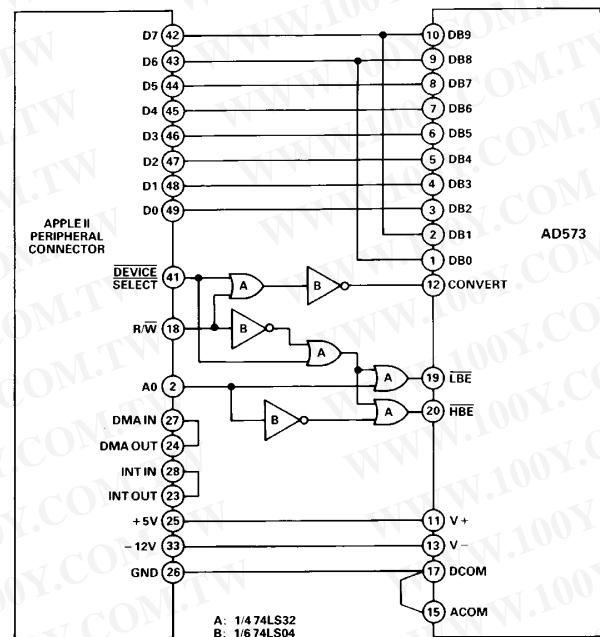 D7 42 10 DB9
D6 43 9 DB8
D5 44 8 DB7
D4 45 7 DB6
D3 46 6 DB5
D2 47 5 DB4
D1 48 4 DB3
D0 49 3 DB2
2 DB1
1 DB0
APPLE II
PERIPHERAL
CONNECTOR
AD573
DEVICE
SELECT 41 A B 12 CONVERT
R/W 18 B A
A0 2 A 19 LBE
B A 20 HBE
DMA IN 27
DMA OUT 24
INT IN 28
INT OUT 23
+5V 25 11 V+
-12V 33 13 V-
GND 26 17 DCOM
15 ACOM
A: 1/4 74LS32
B: 1/6 74LS04
WWW.100Y.COM.TW